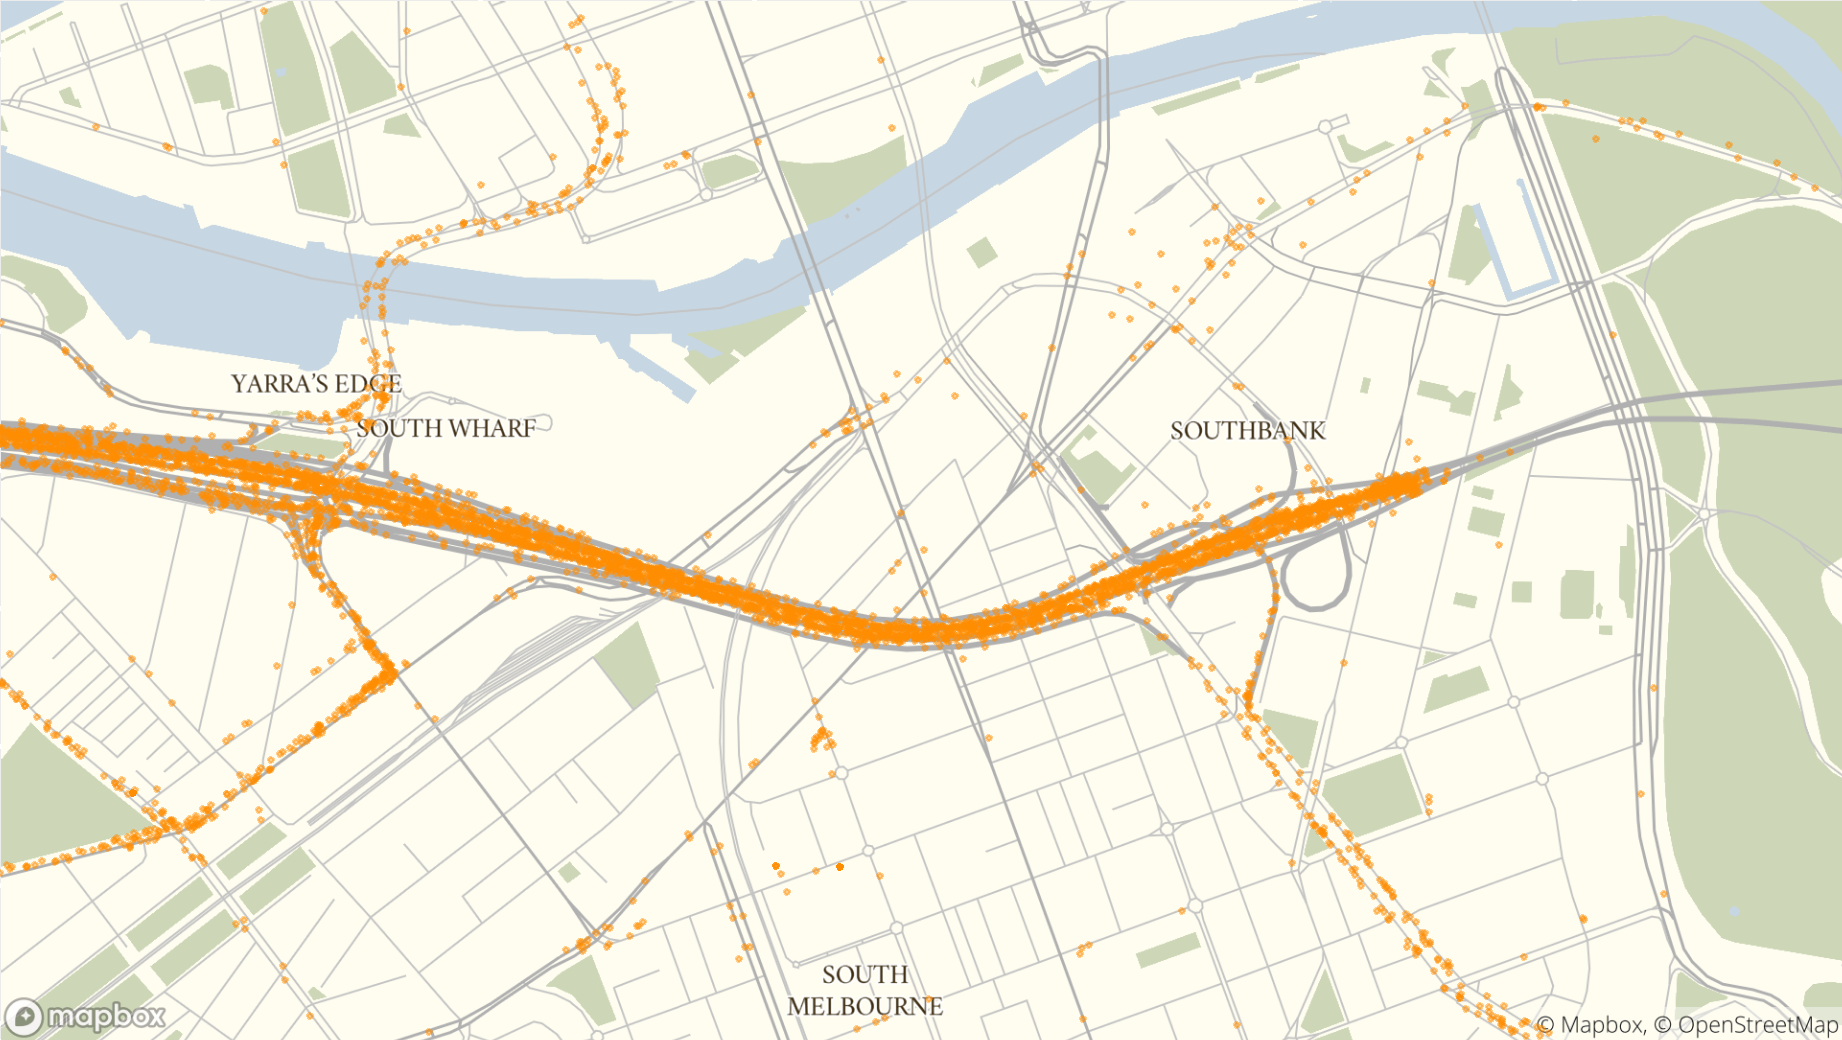 YARRA'S EDGE
SOUTH WHARF
SOUTHBANK
SOUTH
MELBOURNE
mapbox
© Mapbox, © OpenStreetMap